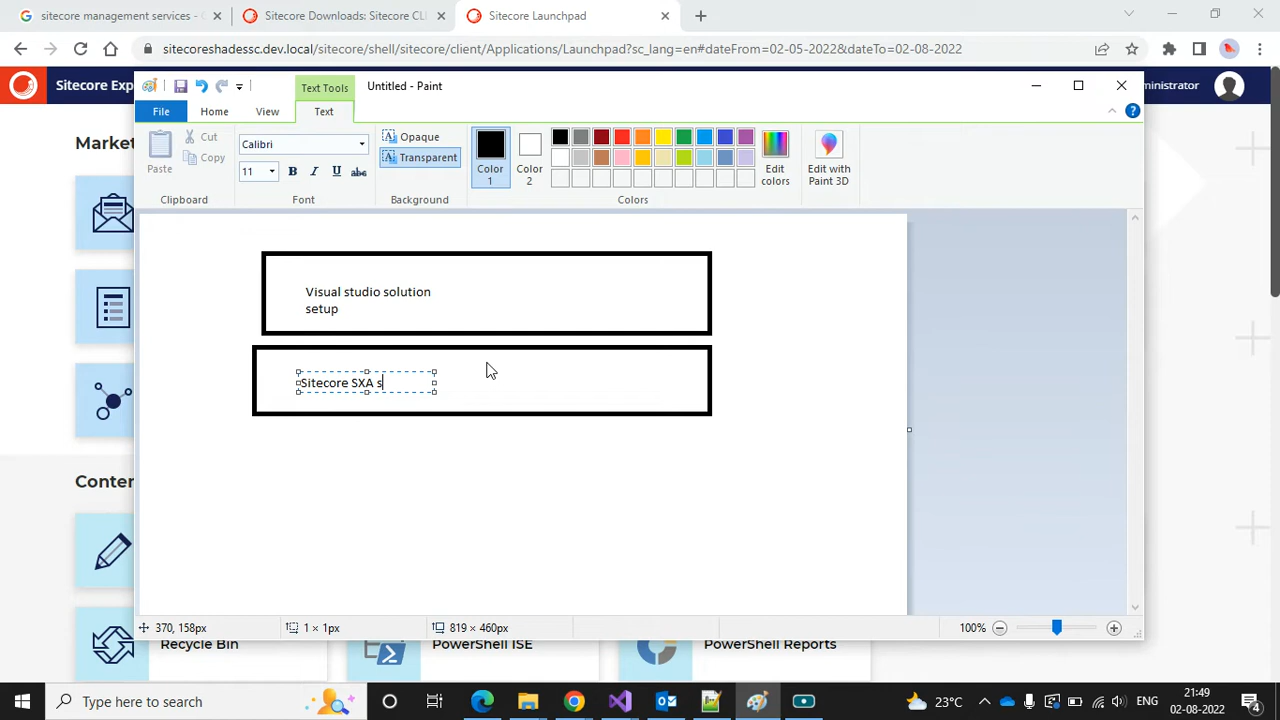 sitecore management services - G
Sitecore Downloads: Sitecore CL
Sitecore Launchpad
sitecoreshadessc.dev.local/sitecore/shell/sitecore/client/Applications/Launchpad?sc_lang=en#dateFrom=02-05-2022&dateTo=02-08-2022
Sitecore Exp
ministrator
Text Tools
Untitled - Paint
File
Home
View
Text
Paste
Cut
Copy
Clipboard
Calibri
11
B I U abc
Font
Opaque
Transparent
Background
Color 1
Color 2
Edit colors
Edit with Paint 3D
Colors
Market
Visual studio solution
setup
Sitecore SXA s
Conten
370, 158px
1 × 1px
819 × 460px
100%
Recycle Bin
PowerShell ISE
PowerShell Reports
Type here to search
23°C
ENG
21:49
02-08-2022
4